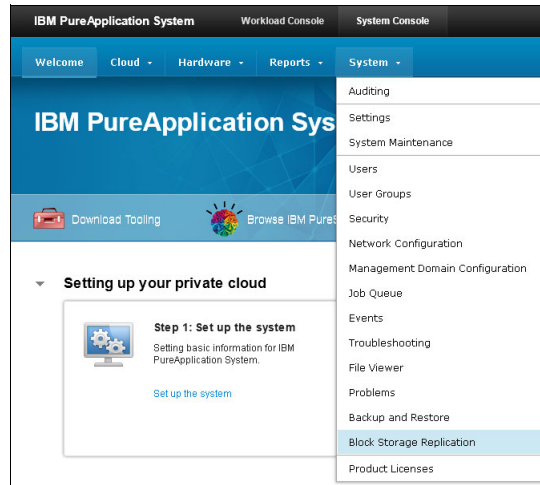 IBM PureApplication System Workload Console System Console
Welcome Cloud Hardware Reports System
IBM PureApplication Sys
Download Tooling Browse IBM PureS
Setting up your private cloud
Step 1: Set up the system
Setting basic information for IBM
PureApplication System.
Set up the system
Auditing
Settings
System Maintenance
Users
User Groups
Security
Network Configuration
Management Domain Configuration
Job Queue
Events
Troubleshooting
File Viewer
Problems
Backup and Restore
Block Storage Replication
Product Licenses